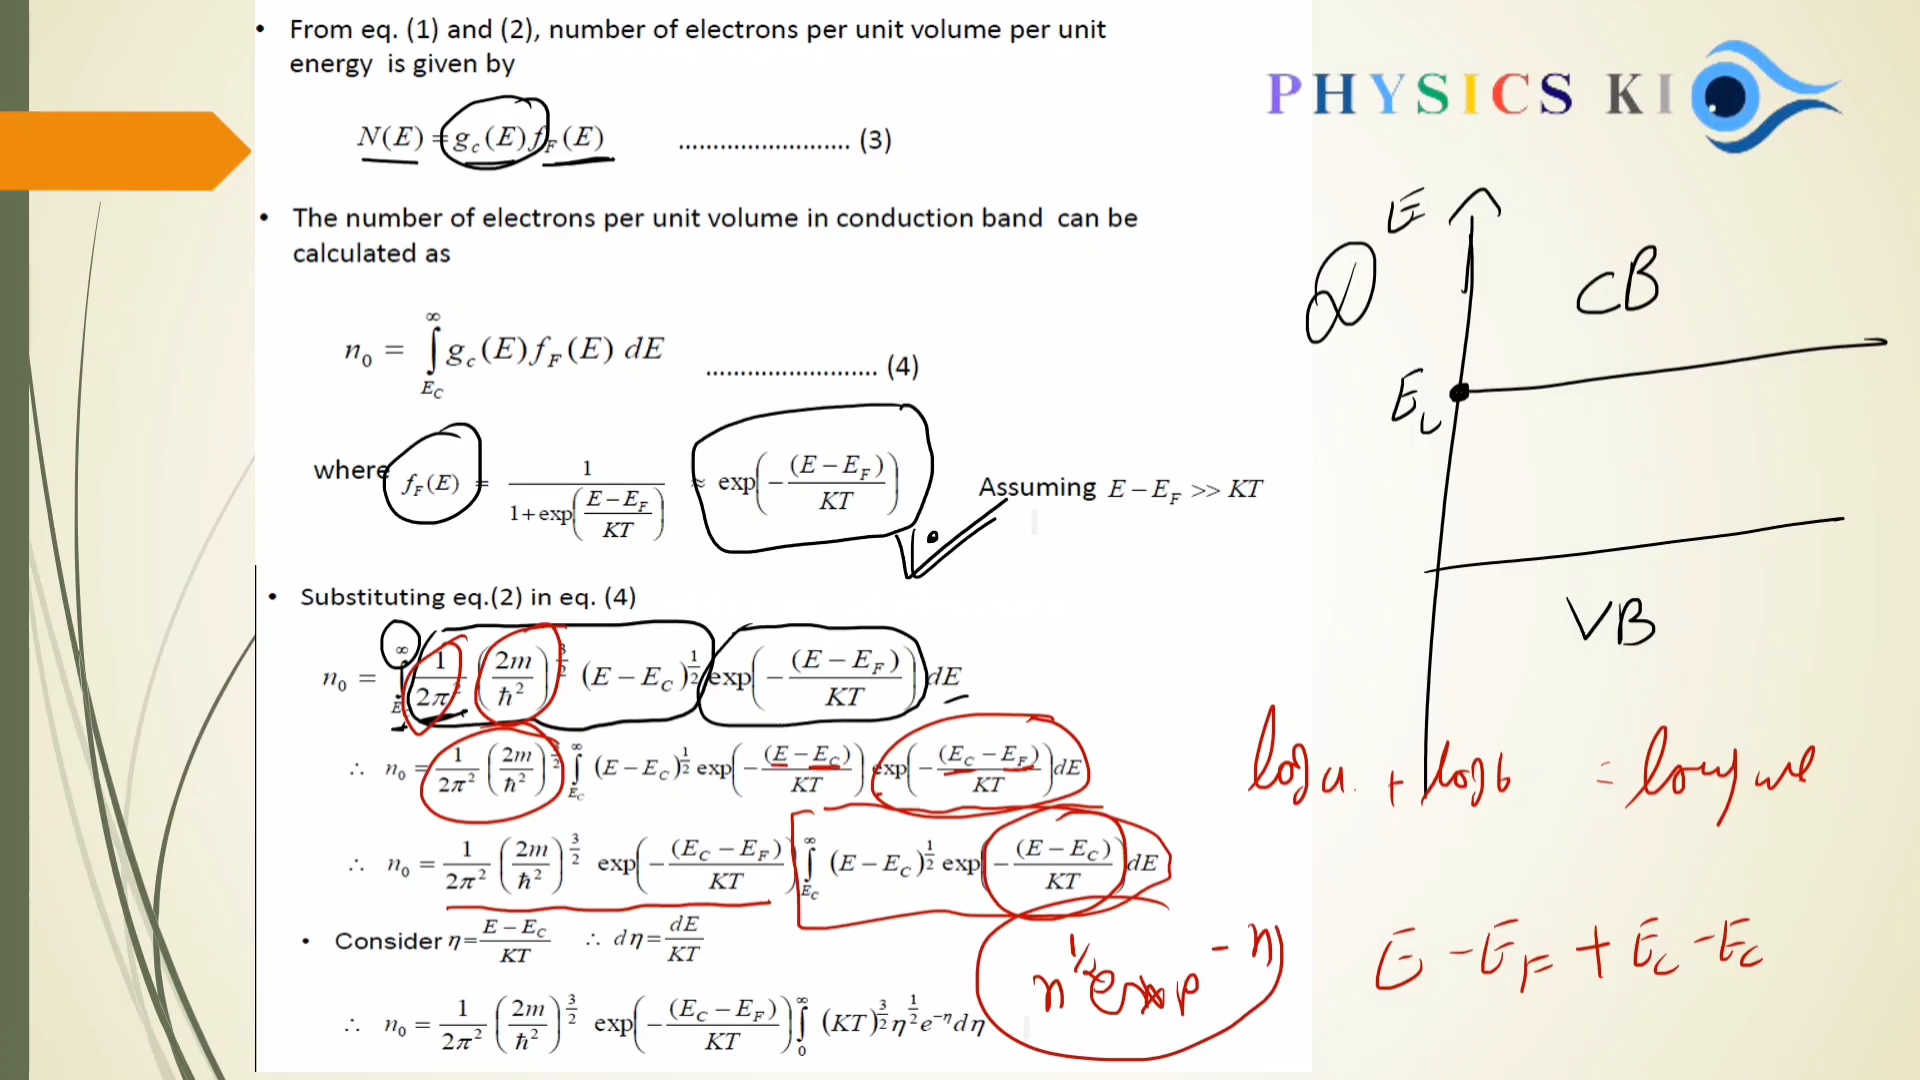 • From eq. (1) and (2), number of electrons per unit volume per unit
energy is given by
PHYSICS KI
N(E) = g_c(E) f_F(E) ......................... (3)
• The number of electrons per unit volume in conduction band can be
calculated as
n_0 = ∫_{E_C}^{∞} g_c(E) f_F(E) dE ......................... (4)
where f_F(E) = 1 / (1 + exp((E − E_F)/KT)) ≈ exp(−(E − E_F)/KT) Assuming E − E_F >> KT
• Substituting eq.(2) in eq. (4)
n_0 = ∫_{E}^{∞} 1/(2π²) (2m/ħ²)^{3/2} (E − E_C)^{1/2} exp(−(E − E_F)/KT) dE
∴ n_0 = 1/(2π²) (2m/ħ²)^{3/2} ∫_{E_C}^{∞} (E − E_C)^{1/2} exp(−(E − E_C)/KT) exp(−(E_C − E_F)/KT) dE
∴ n_0 = 1/(2π²) (2m/ħ²)^{3/2} exp(−(E_C − E_F)/KT) ∫_{E_C}^{∞} (E − E_C)^{1/2} exp(−(E − E_C)/KT) dE
• Consider η = (E − E_C)/KT ∴ dη = dE/KT
∴ n_0 = 1/(2π²) (2m/ħ²)^{3/2} exp(−(E_C − E_F)/KT) ∫_{0}^{∞} (KT)^{3/2} η^{1/2} e^{−η} dη
E
CB
E_c
VB
log a + log b =
E − E_F + E_C − E_C
η^{1/2} exp − η